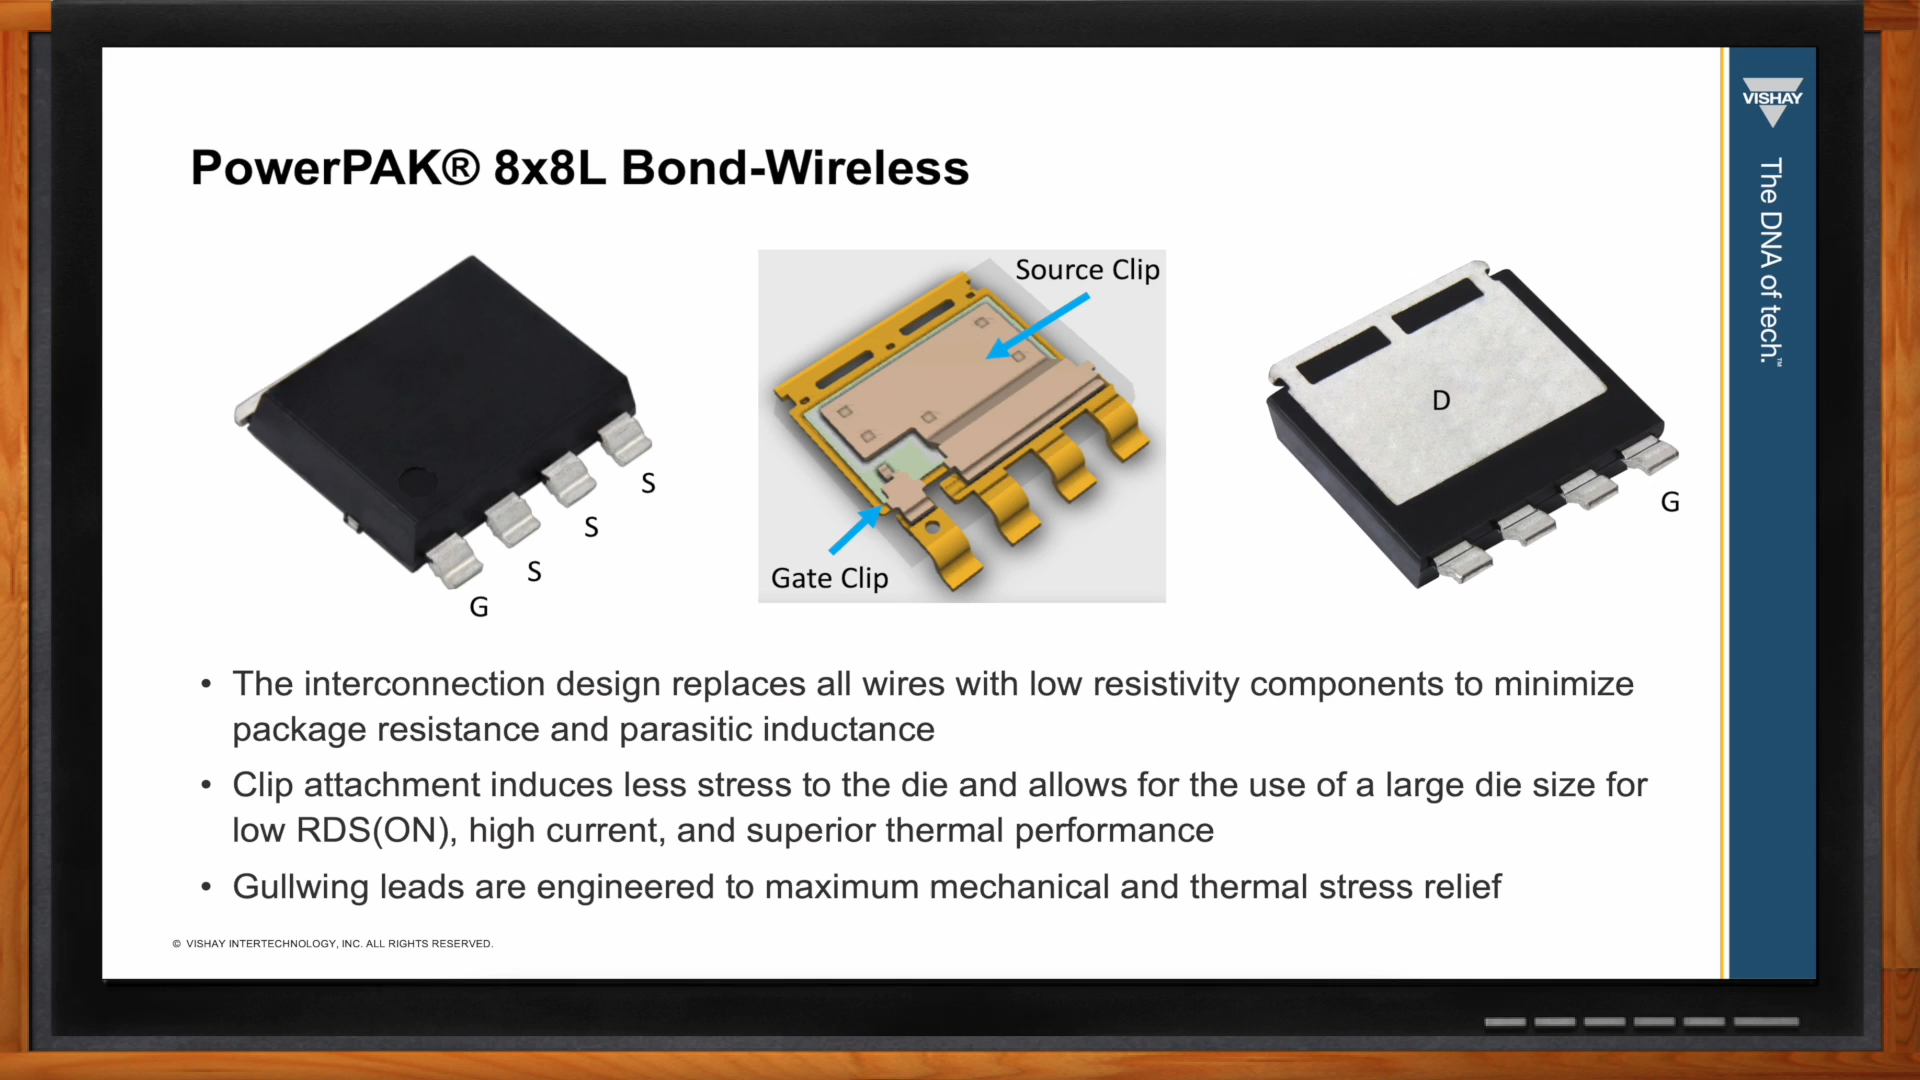 PowerPAK® 8x8L Bond-Wireless
Source Clip
Gate Clip
S
S
S
G
D
G
• The interconnection design replaces all wires with low resistivity components to minimize
package resistance and parasitic inductance
• Clip attachment induces less stress to the die and allows for the use of a large die size for
low RDS(ON), high current, and superior thermal performance
• Gullwing leads are engineered to maximum mechanical and thermal stress relief
© VISHAY INTERTECHNOLOGY, INC. ALL RIGHTS RESERVED.
VISHAY
The DNA of tech.™